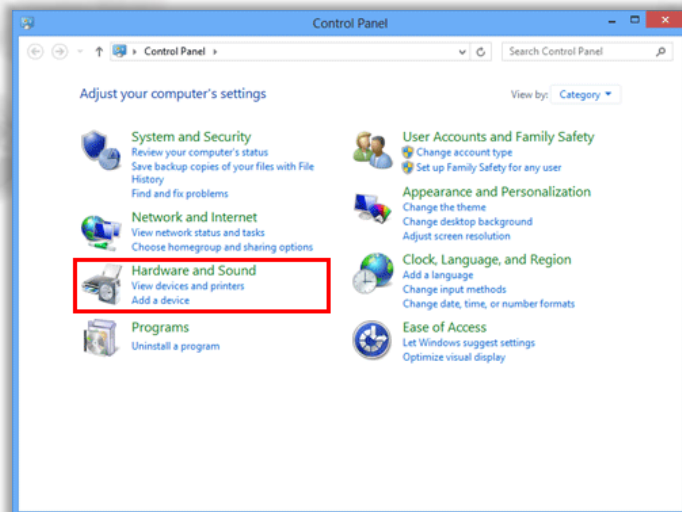 Control Panel
Control Panel
Search Control Panel
Adjust your computer's settings
View by: Category
System and Security
Review your computer's status
Save backup copies of your files with File
History
Find and fix problems
Network and Internet
View network status and tasks
Choose homegroup and sharing options
Hardware and Sound
View devices and printers
Add a device
Programs
Uninstall a program
User Accounts and Family Safety
Change account type
Set up Family Safety for any user
Appearance and Personalization
Change the theme
Change desktop background
Adjust screen resolution
Clock, Language, and Region
Add a language
Change input methods
Change date, time, or number formats
Ease of Access
Let Windows suggest settings
Optimize visual display